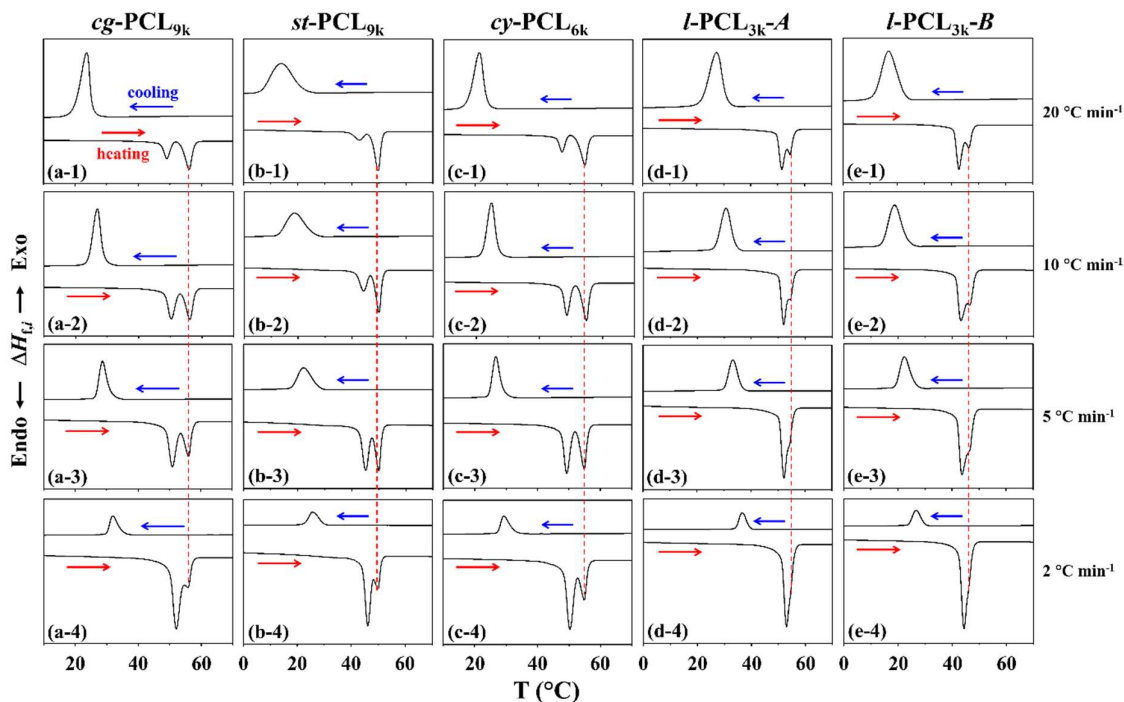 cg-PCL9k st-PCL9k cy-PCL6k l-PCL3k-A l-PCL3k-B
cooling
heating
(a-1) (b-1) (c-1) (d-1) (e-1)
20 °C min-1
(a-2) (b-2) (c-2) (d-2) (e-2)
10 °C min-1
(a-3) (b-3) (c-3) (d-3) (e-3)
5 °C min-1
(a-4) (b-4) (c-4) (d-4) (e-4)
2 °C min-1
Endo ← ΔHf,i → Exo
20 40 60 0 20 40 60 20 40 60 0 20 40 60 0 20 40 60
T (°C)